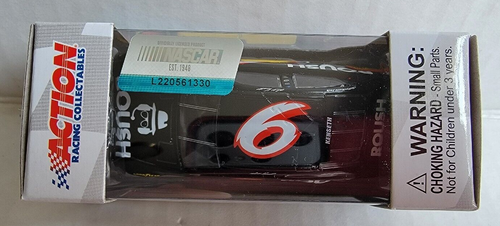 ACTION
RACING COLLECTABLES
NASCAR
EST. 1948
L220561330
ROUSH
6
KENSETH
ROUSH
WARNING:
CHOKING HAZARD - Small Parts.
Not for Children under 3 years.